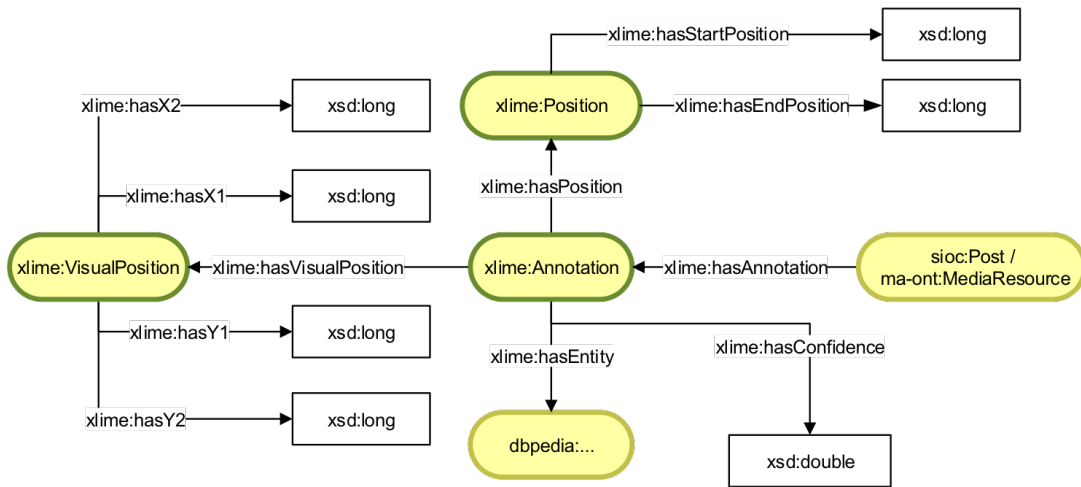 xlime:hasStartPosition
xsd:long
xlime:hasX2
xsd:long
xlime:Position
xlime:hasEndPosition
xsd:long
xlime:hasX1
xsd:long
xlime:hasPosition
xlime:VisualPosition
xlime:hasVisualPosition
xlime:Annotation
xlime:hasAnnotation
sioc:Post /
ma-ont:MediaResource
xlime:hasY1
xsd:long
xlime:hasEntity
xlime:hasConfidence
xlime:hasY2
xsd:long
dbpedia:...
xsd:double